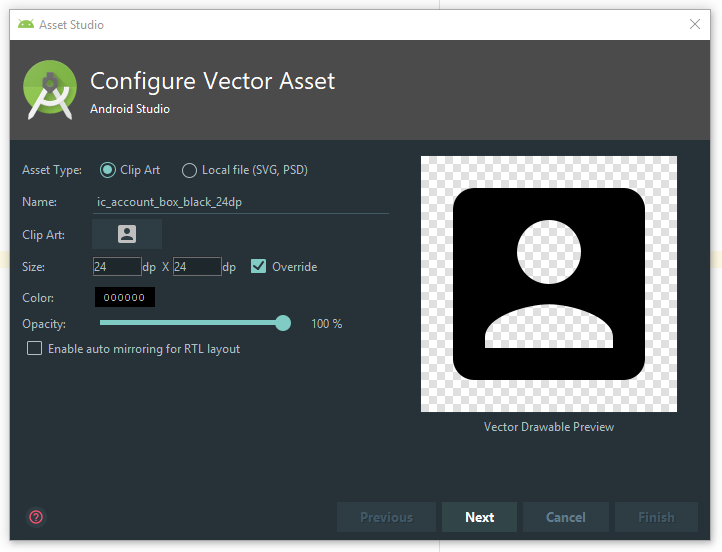 Asset Studio
Configure Vector Asset
Android Studio
Asset Type: Clip Art Local file (SVG, PSD)
Name: ic_account_box_black_24dp
Clip Art:
Size: 24 dp X 24 dp Override
Color: 000000
Opacity: 100 %
Enable auto mirroring for RTL layout
Vector Drawable Preview
?
Previous Next Cancel Finish